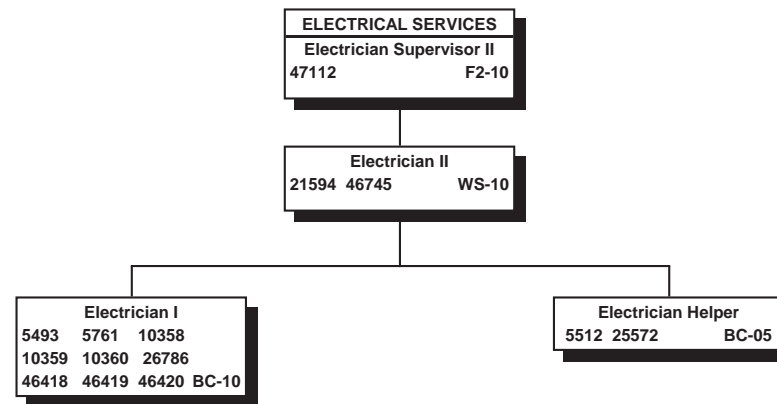 ELECTRICAL SERVICES
Electrician Supervisor II
47112 F2-10
Electrician II
21594 46745 WS-10
Electrician I
5493 5761 10358
10359 10360 26786
46418 46419 46420 BC-10
Electrician Helper
5512 25572 BC-05